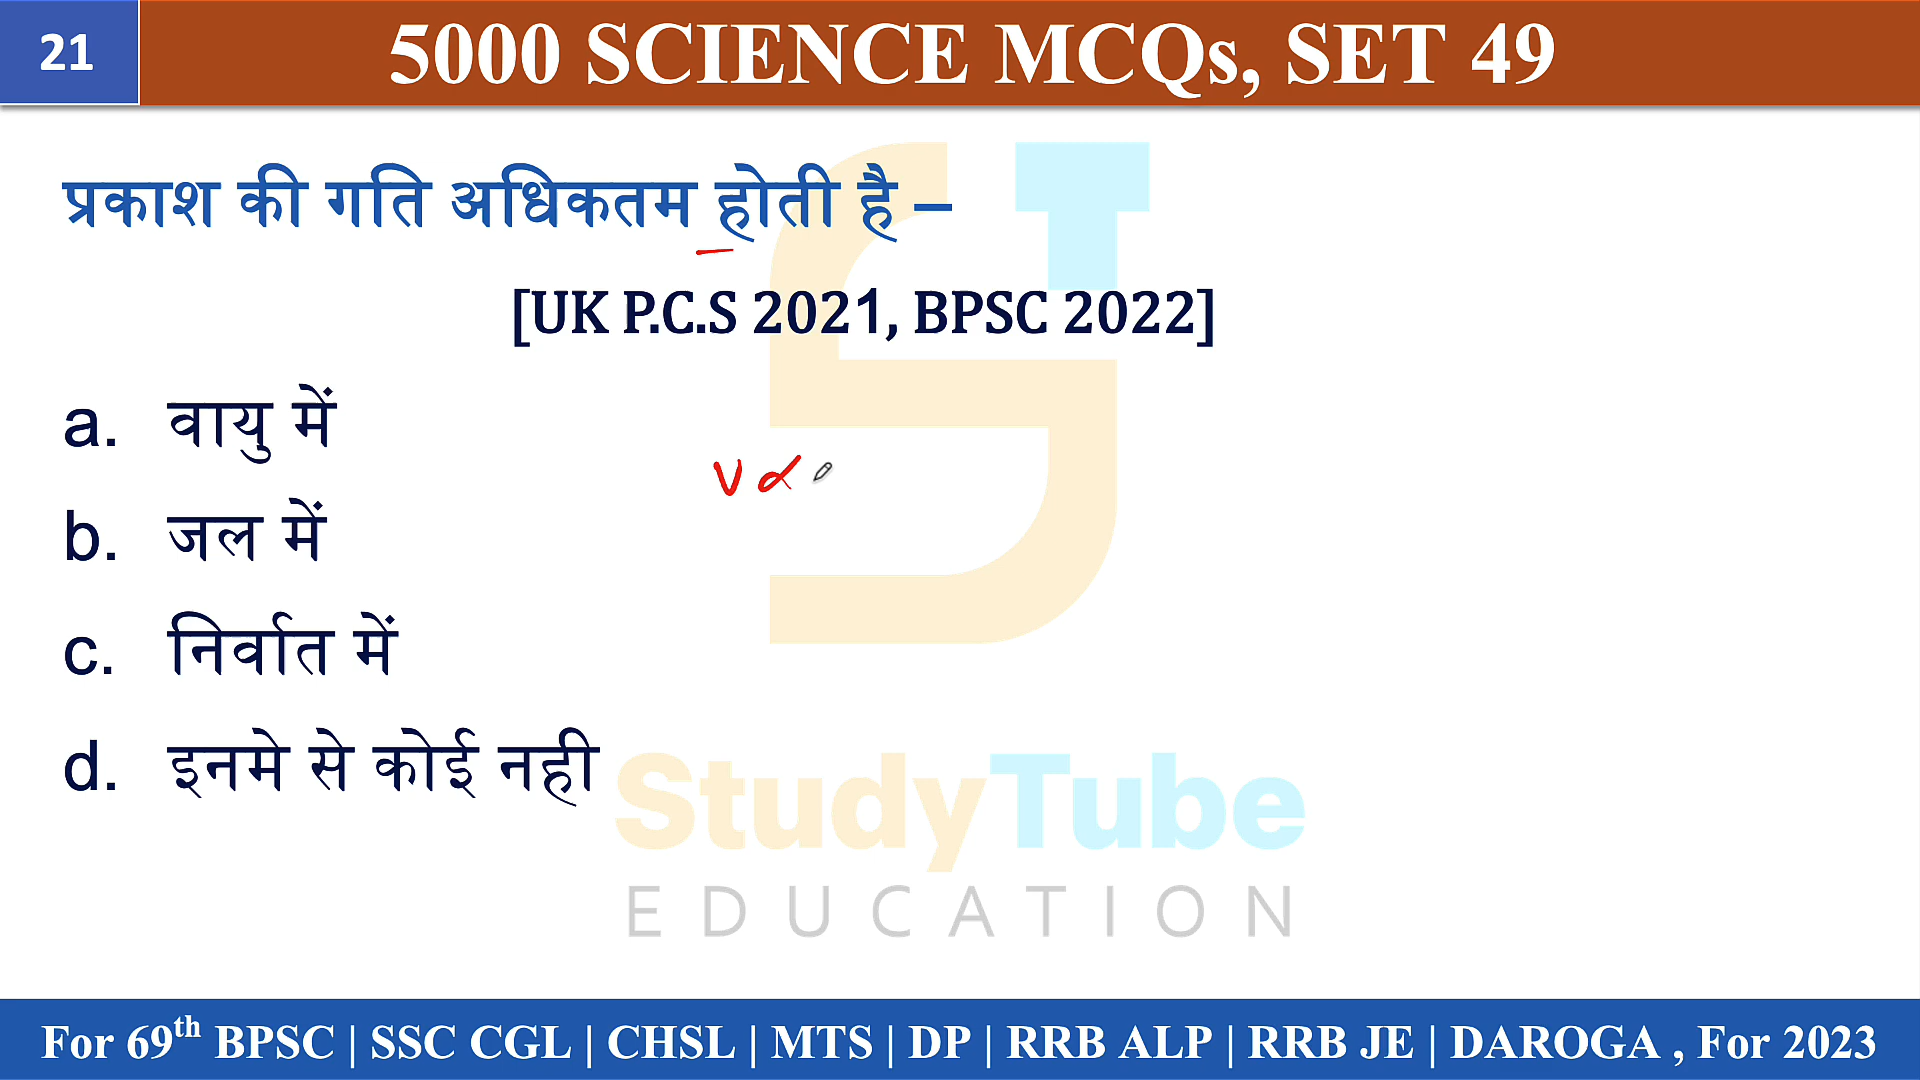 21
5000 SCIENCE MCQs, SET 49
प्रकाश की गति अधिकतम होती है –
[UK P.C.S 2021, BPSC 2022]
a. वायु में
v ∝
b. जल में
c. निर्वात में
d. इनमे से कोई नही
StudyTube
EDUCATION
For 69th BPSC | SSC CGL | CHSL | MTS | DP | RRB ALP | RRB JE | DAROGA , For 2023